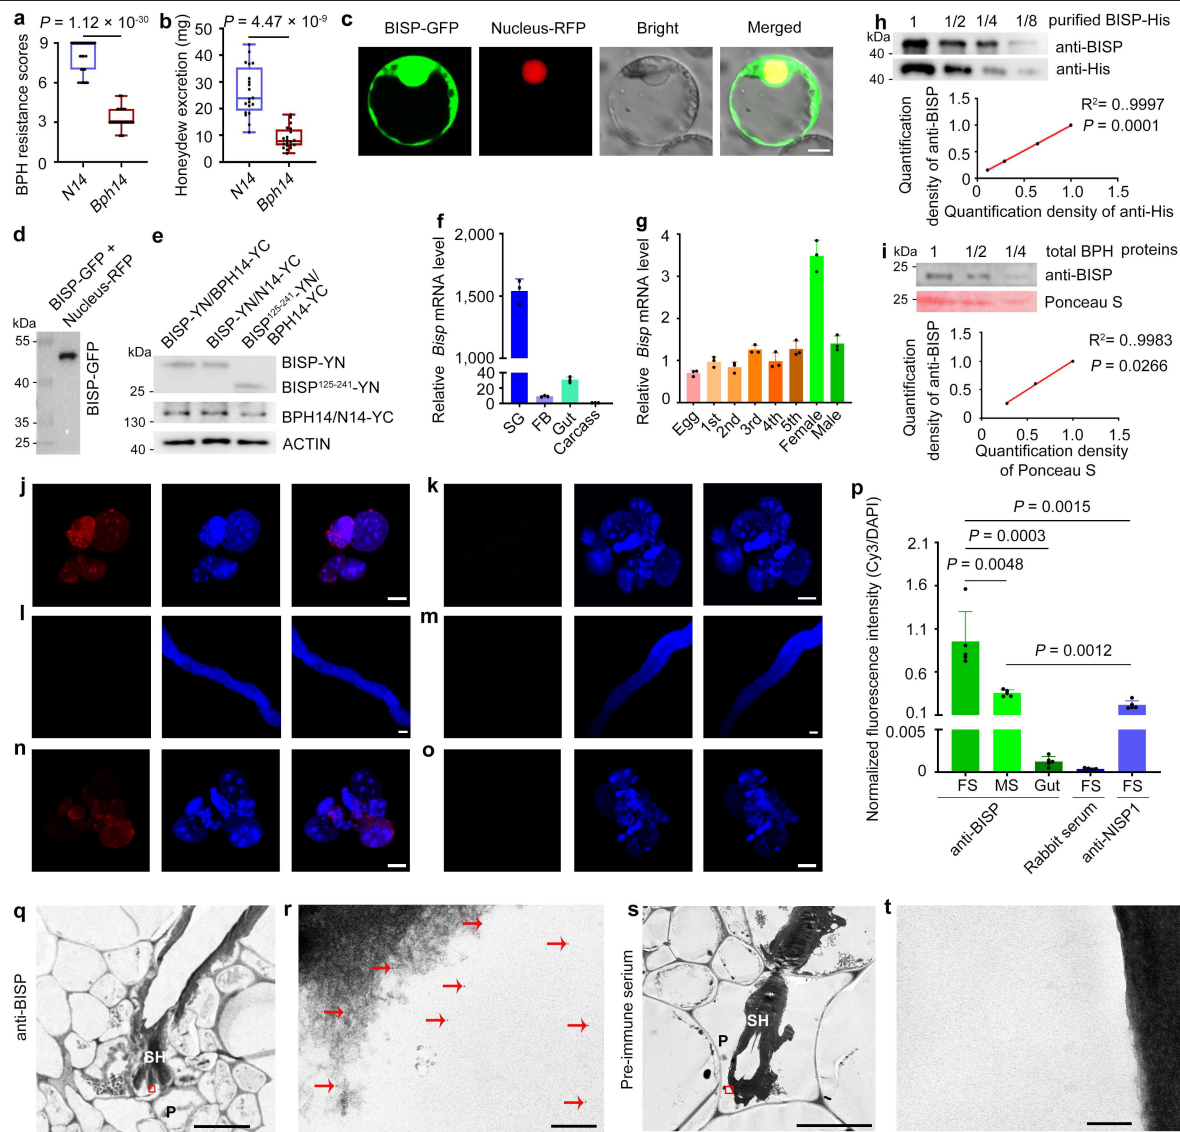 a
P = 1.12 × 10-30
BPH resistance scores
9
6
3
0
N14
Bph14
b
P = 4.47 × 10-9
Honeydew excretion (mg)
50
40
30
20
10
0
N14
Bph14
c
BISP-GFP
Nucleus-RFP
Bright
Merged
d
BISP-GFP +
Nucleus-RFP
kDa
55
40
35
25
BISP-GFP
e
BISP-YN/BPH14-YC
BISP-YN/N14-YC
BISP125-241-YN/
BPH14-YC
kDa
BISP-YN
25
BISP125-241-YN
130
BPH14/N14-YC
40
ACTIN
f
Relative Bisp mRNA level
2,000
1,500
1,000
40
20
0
SG
FB
Gut
Carcass
g
Relative Bisp mRNA level
4
3
2
1
0
Egg
1st
2nd
3rd
4th
5th
Female
Male
h
1 1/2 1/4 1/8 purified BISP-His
kDa
40
anti-BISP
40
anti-His
Quantification
density of anti-BISP
1.5
1.0
0.5
0
R2= 0..9997
P = 0.0001
0 0.5 1.0 1.5
Quantification density of anti-His
i
kDa 1 1/2 1/4 total BPH proteins
25
anti-BISP
25
Ponceau S
Quantification
density of anti-BISP
1.5
1.0
0.5
0
R2= 0..9983
P = 0.0266
0 0.5 1.0 1.5
Quantification density
of Ponceau S
j
k
l
m
n
o
p
Normalized fluorescence intensity (Cy3/DAPI)
P = 0.0015
P = 0.0003
P = 0.0048
P = 0.0012
2.1
1.6
1.1
0.6
0.1
0.005
0
FS MS Gut FS FS
anti-BISP
Rabbit serum
anti-NISP1
q
anti-BISP
SH
P
r
s
Pre-immune serium
SH
P
t